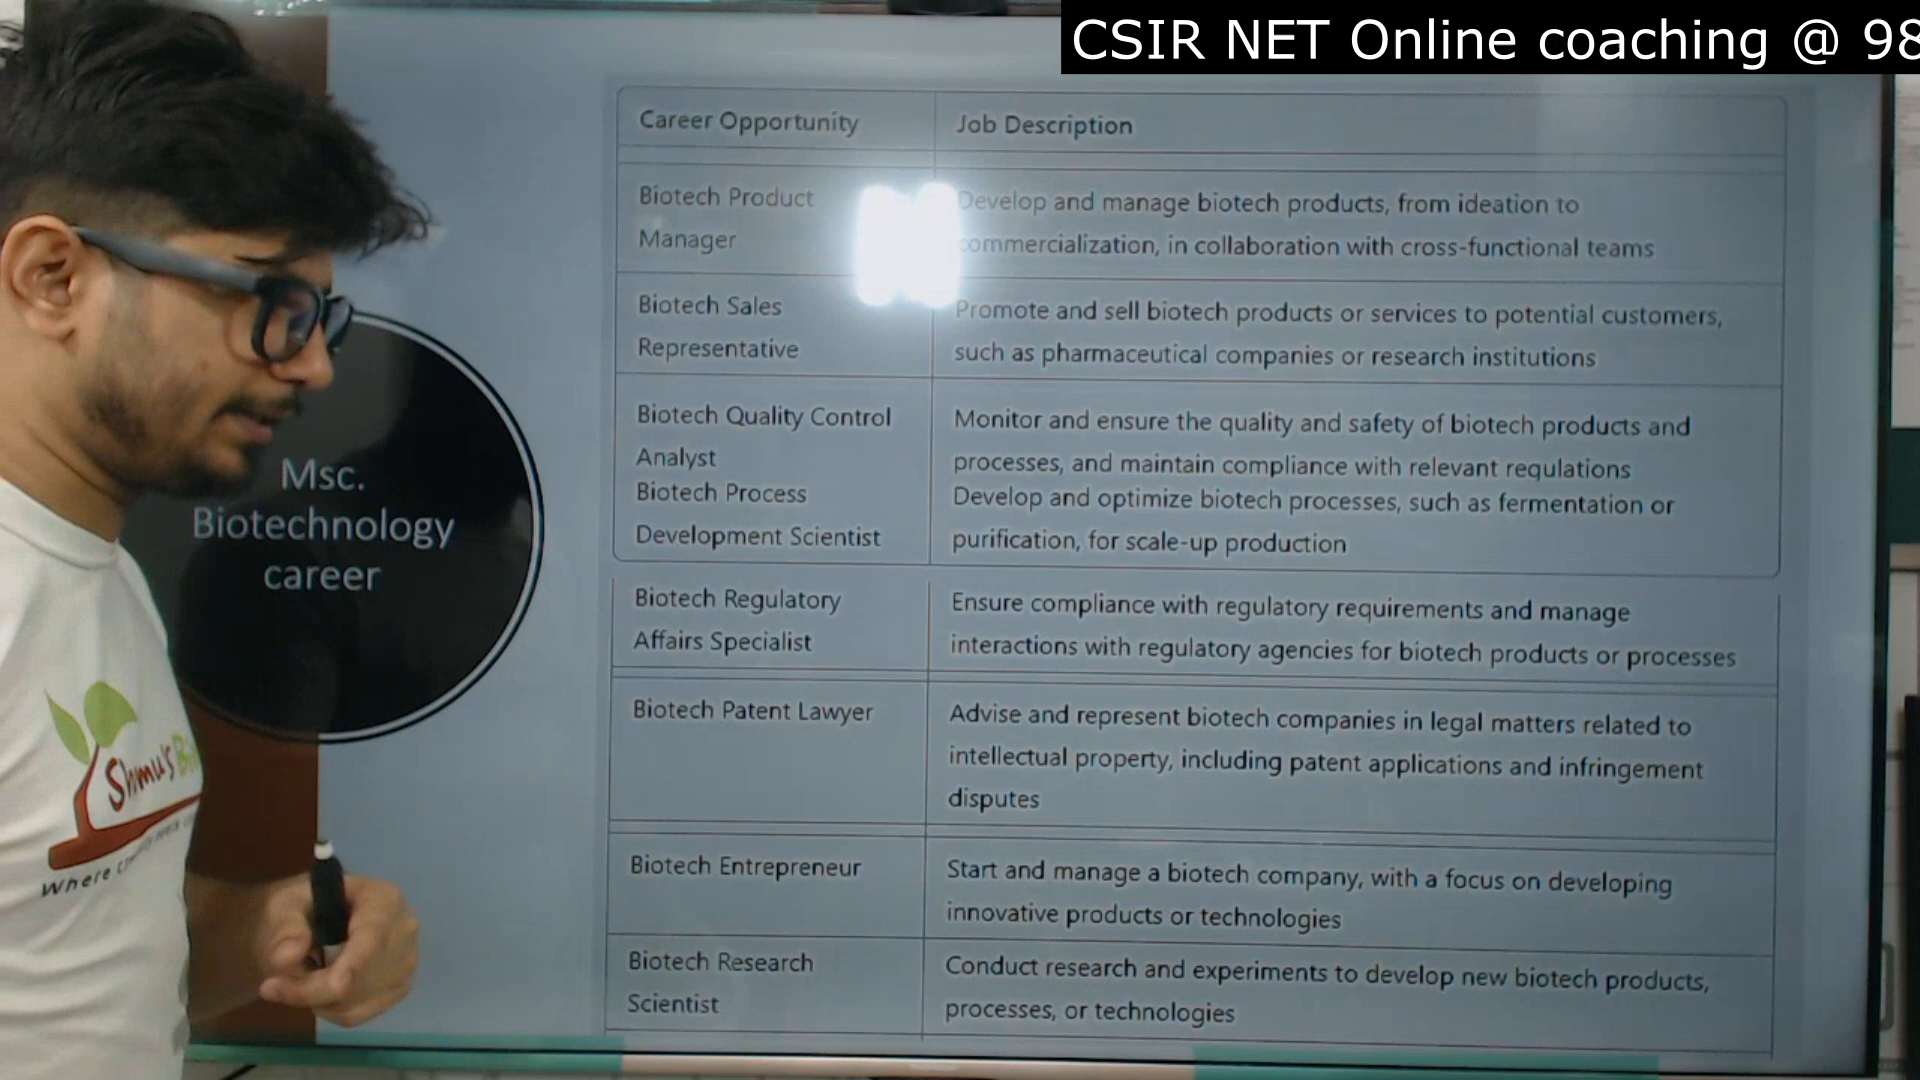 CSIR NET Online coaching @ 98
Career Opportunity
Job Description
Biotech Product
Manager
Develop and manage biotech products, from ideation to
commercialization, in collaboration with cross-functional teams
Biotech Sales
Representative
Promote and sell biotech products or services to potential customers,
such as pharmaceutical companies or research institutions
Biotech Quality Control
Analyst
Monitor and ensure the quality and safety of biotech products and
processes, and maintain compliance with relevant regulations
Biotech Process
Development Scientist
Develop and optimize biotech processes, such as fermentation or
purification, for scale-up production
Biotech Regulatory
Affairs Specialist
Ensure compliance with regulatory requirements and manage
interactions with regulatory agencies for biotech products or processes
Biotech Patent Lawyer
Advise and represent biotech companies in legal matters related to
intellectual property, including patent applications and infringement
disputes
Biotech Entrepreneur
Start and manage a biotech company, with a focus on developing
innovative products or technologies
Biotech Research
Scientist
Conduct research and experiments to develop new biotech products,
processes, or technologies
Msc.
Biotechnology
career
Shomu's Bi
Where